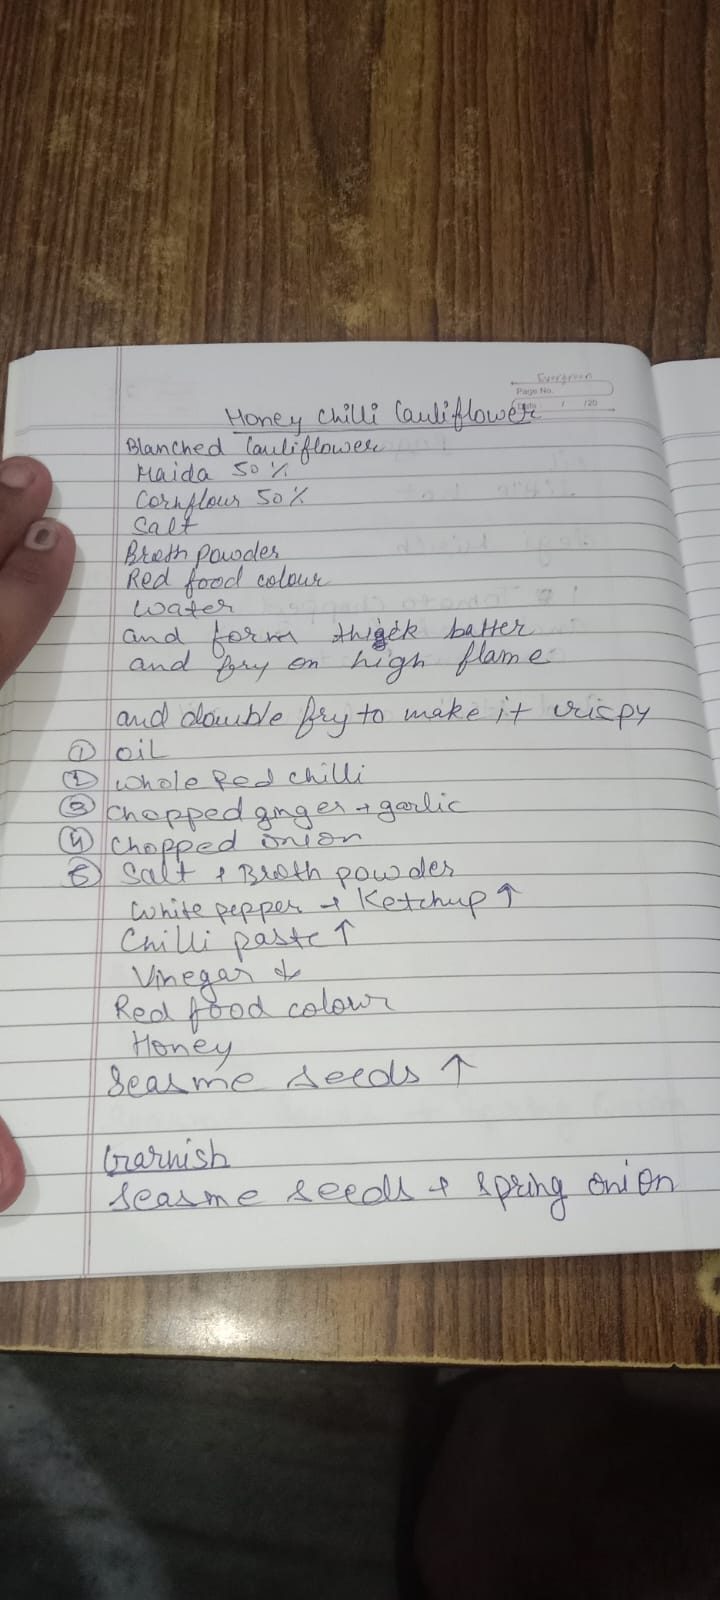 Evergreen
Page No.
Date / /20
Honey Chilli Cauliflower
Blanched Cauliflower
Maida 50%
Cornflour 50%
Salt
Broth powder
Red food colour
water
and form thick batter
and fry on high flame
and double fry to make it crispy
① oil
② whole Red chilli
③ chopped ginger + garlic
④ chopped onion
⑤ Salt + Broth powder
White pepper + Ketchup ↑
Chilli paste ↑
Vinegar ↓
Red food colour
Honey
Seasme seeds ↑
Garnish
Seasme seeds + spring onion